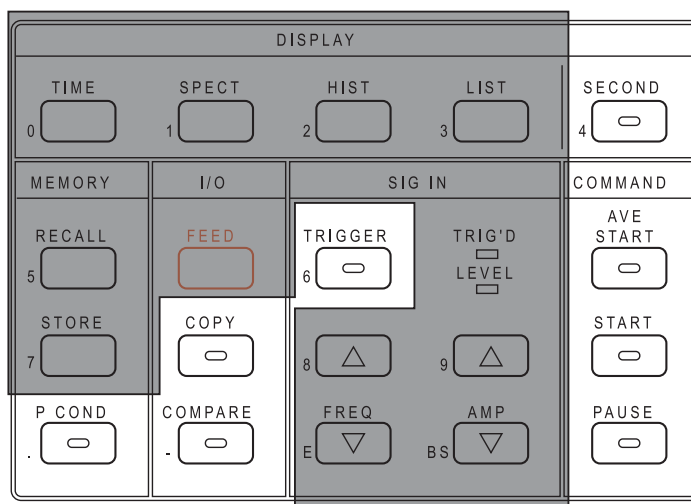 DISPLAY
TIME SPECT HIST LIST SECOND
0 1 2 3 4
MEMORY I/O SIG IN COMMAND
AVE
RECALL FEED TRIGGER TRIG'D START
5 6 LEVEL
STORE COPY START
7 8 9
P COND COMPARE FREQ AMP PAUSE
. - E BS